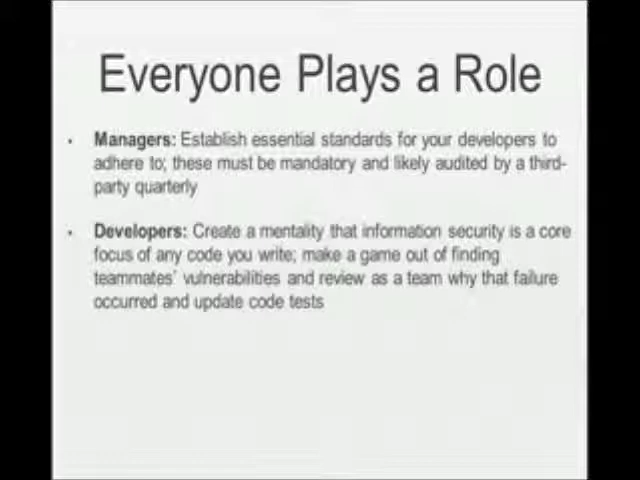 Everyone Plays a Role
• Managers: Establish essential standards for your developers to
adhere to; these must be mandatory and likely audited by a third-
party quarterly
• Developers: Create a mentality that information security is a core
focus of any code you write; make a game out of finding
teammates' vulnerabilities and review as a team why that failure
occurred and update code tests